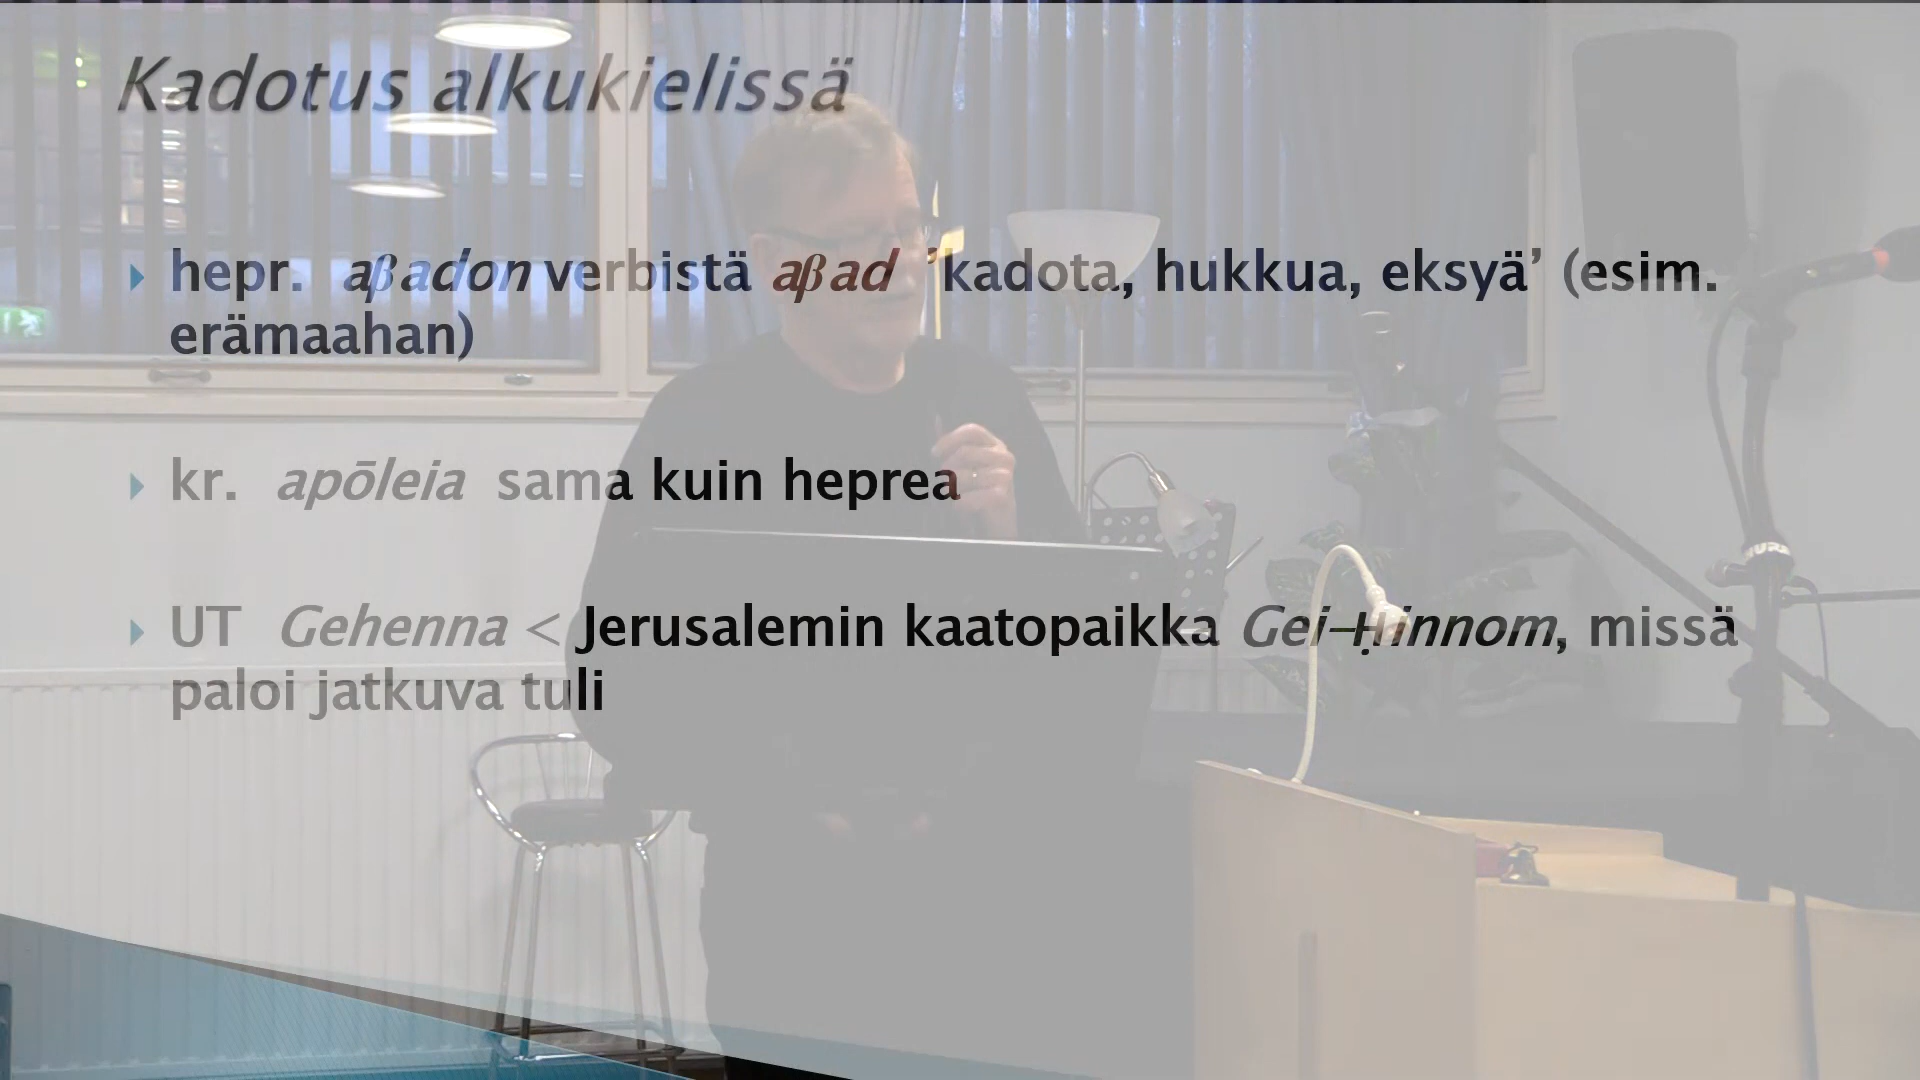 Kadotus alkukielissä
hepr. aβadon verbistä aβad ‘kadota, hukkua, eksyä’ (esim.
erämaahan)
kr. apōleia sama kuin heprea
UT Gehenna < Jerusalemin kaatopaikka Gei-Ḥinnom, missä
paloi jatkuva tuli